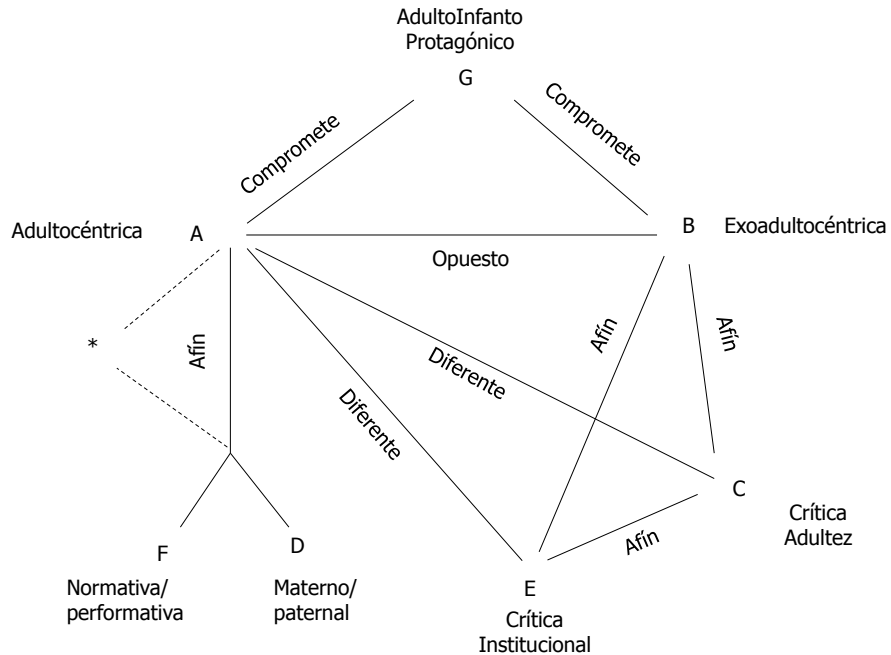 AdultoInfanto
Protagónico
G
Compromete
Compromete
Adultocéntrica
A
B
Exoadultocéntrica
Opuesto
*
Afín
Afín
Afín
Diferente
Diferente
C
Crítica
Adultez
Afín
F
D
E
Normativa/
performativa
Materno/
paternal
Crítica
Institucional